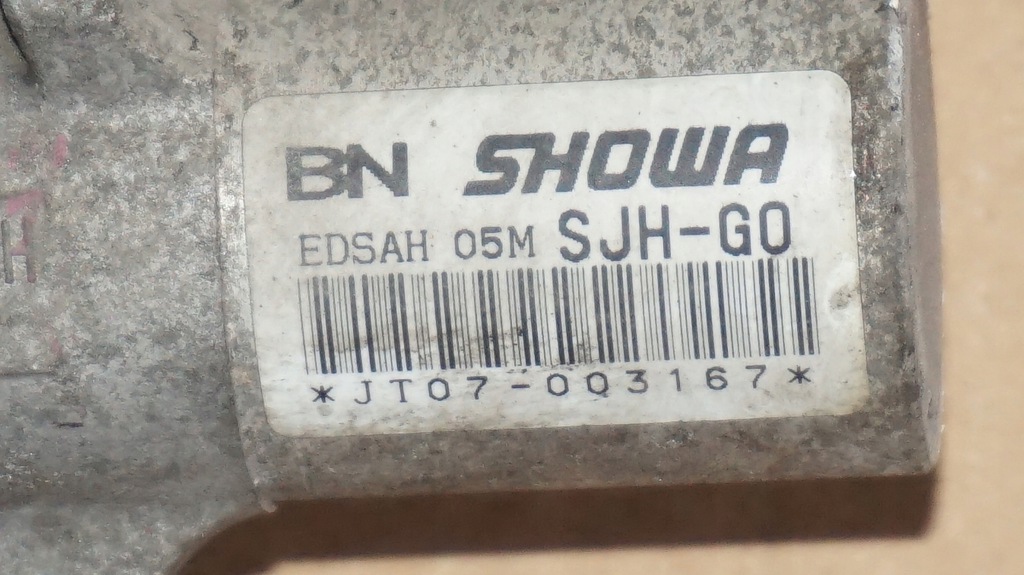 BN SHOWA
EDSAH 05M SJH-G0
*JT07-003167*